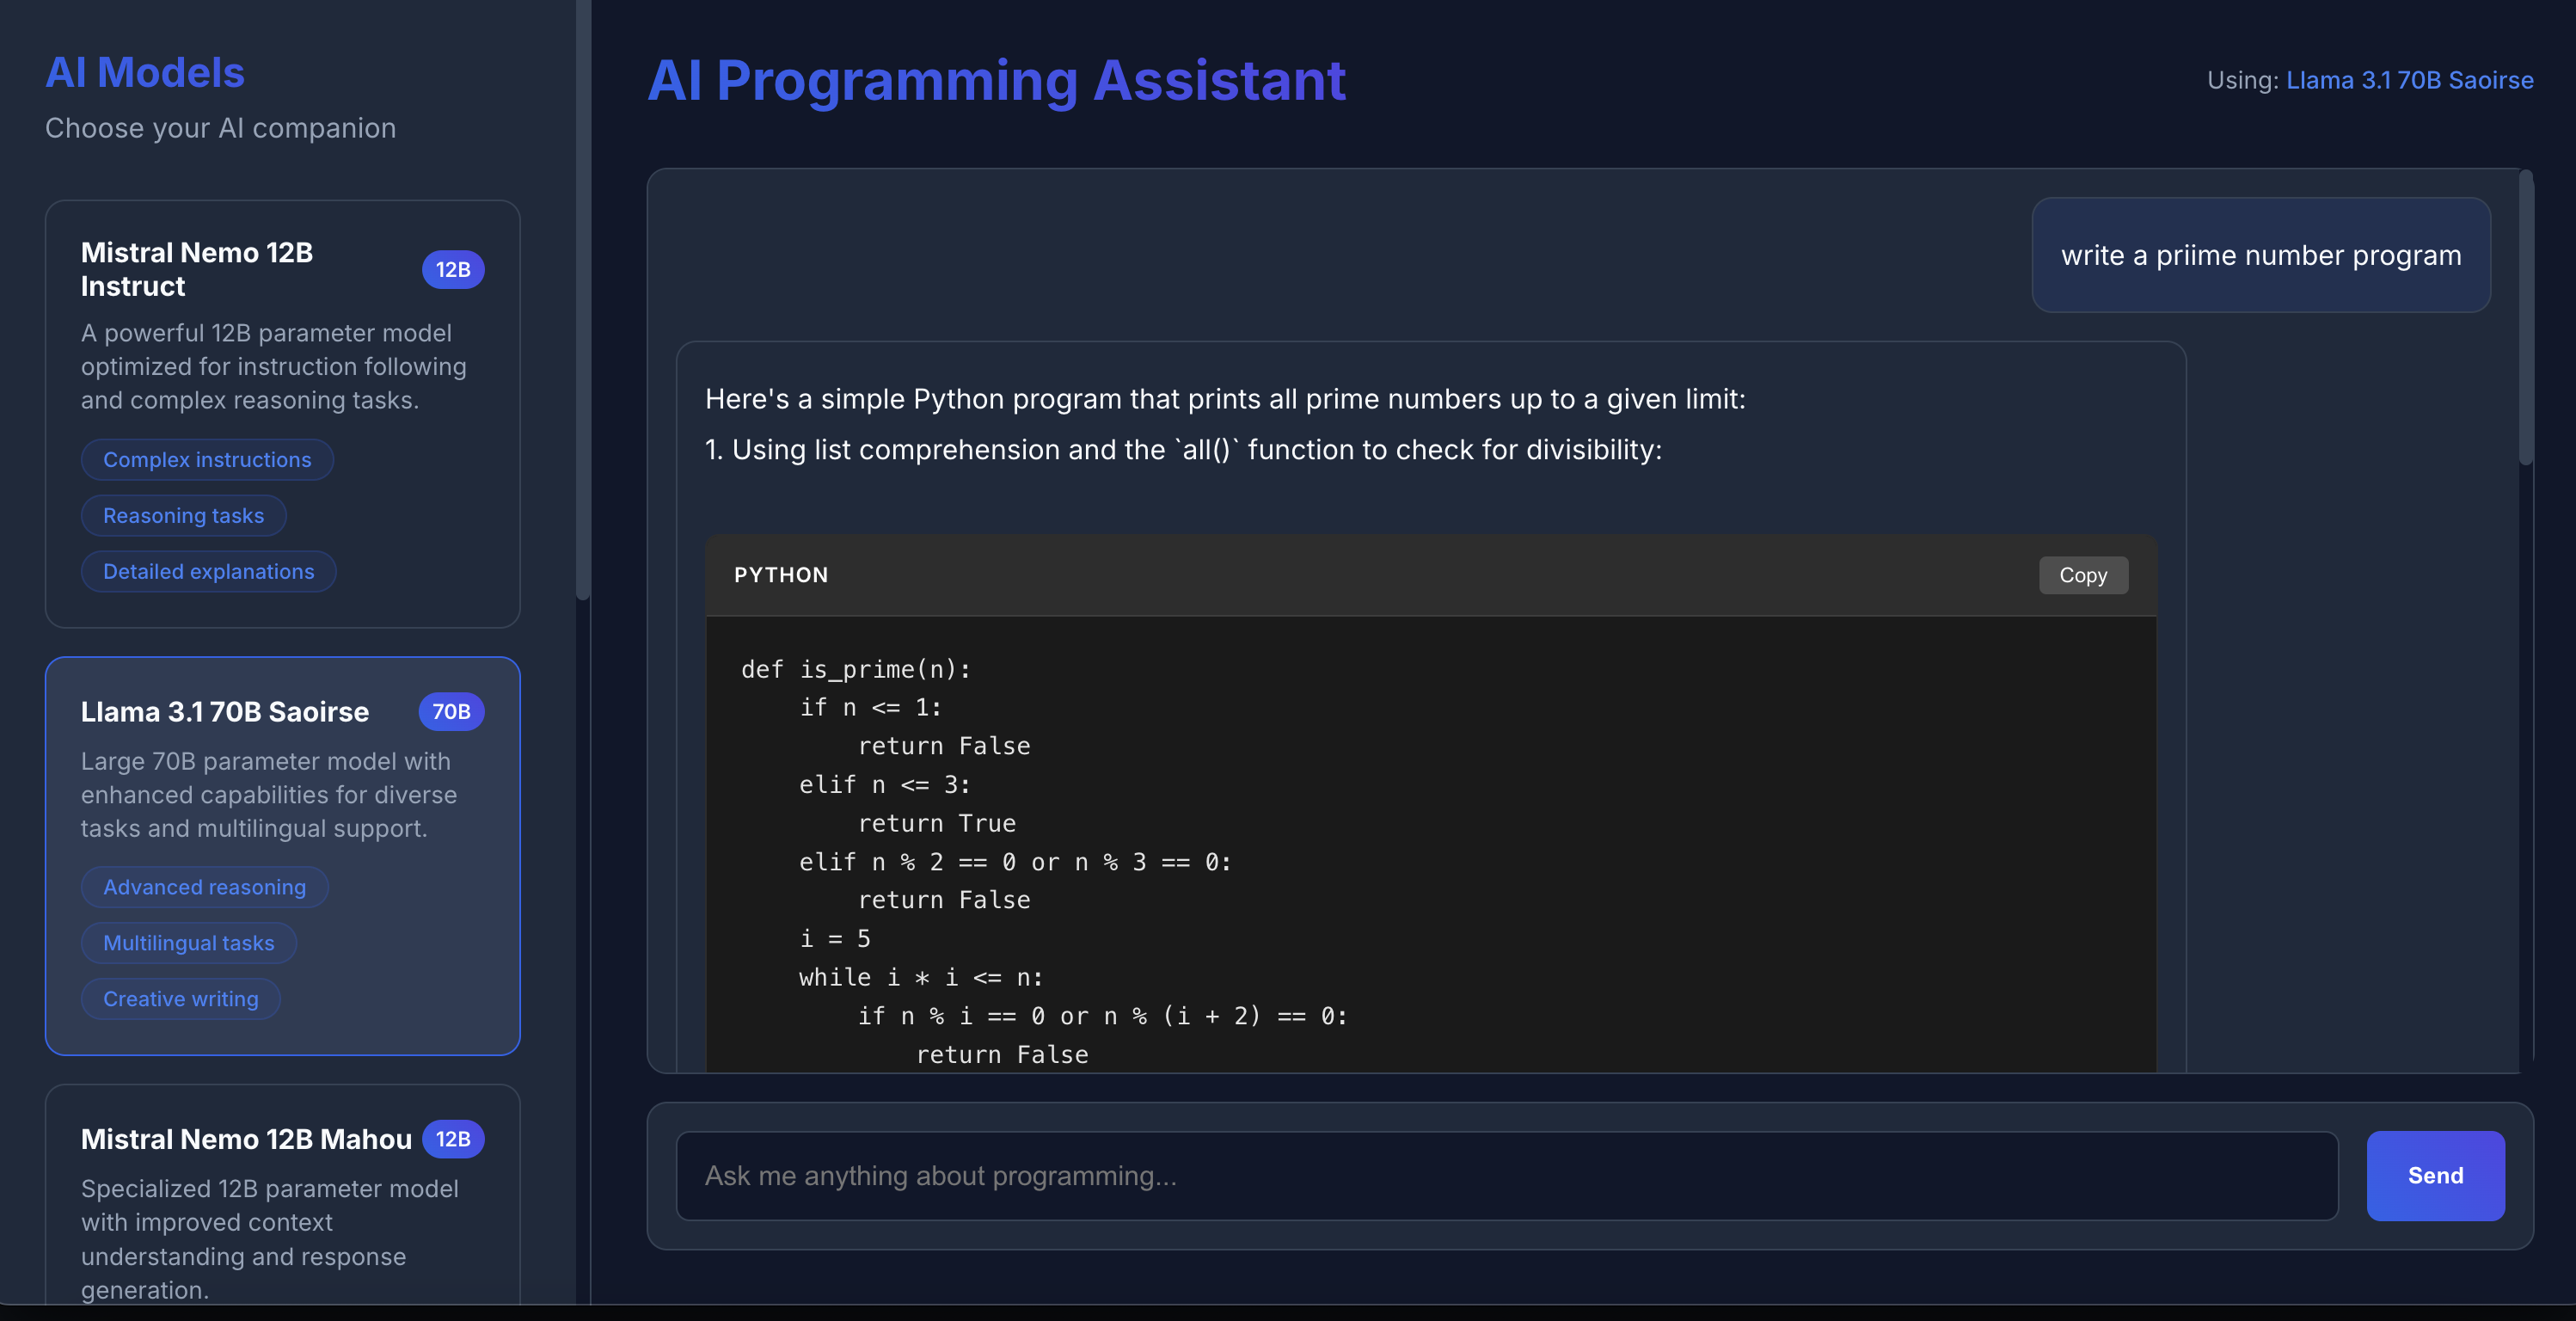 AI Models
Choose your AI companion
Mistral Nemo 12B
Instruct
12B
A powerful 12B parameter model
optimized for instruction following
and complex reasoning tasks.
Complex instructions
Reasoning tasks
Detailed explanations
Llama 3.1 70B Saoirse
70B
Large 70B parameter model with
enhanced capabilities for diverse
tasks and multilingual support.
Advanced reasoning
Multilingual tasks
Creative writing
Mistral Nemo 12B Mahou
12B
Specialized 12B parameter model
with improved context
understanding and response
generation.
AI Programming Assistant
Using: Llama 3.1 70B Saoirse
write a priime number program
Here's a simple Python program that prints all prime numbers up to a given limit:
1. Using list comprehension and the `all()` function to check for divisibility:
PYTHON
Copy
def is_prime(n):
    if n <= 1:
        return False
    elif n <= 3:
        return True
    elif n % 2 == 0 or n % 3 == 0:
        return False
    i = 5
    while i * i <= n:
        if n % i == 0 or n % (i + 2) == 0:
            return False
Ask me anything about programming...
Send